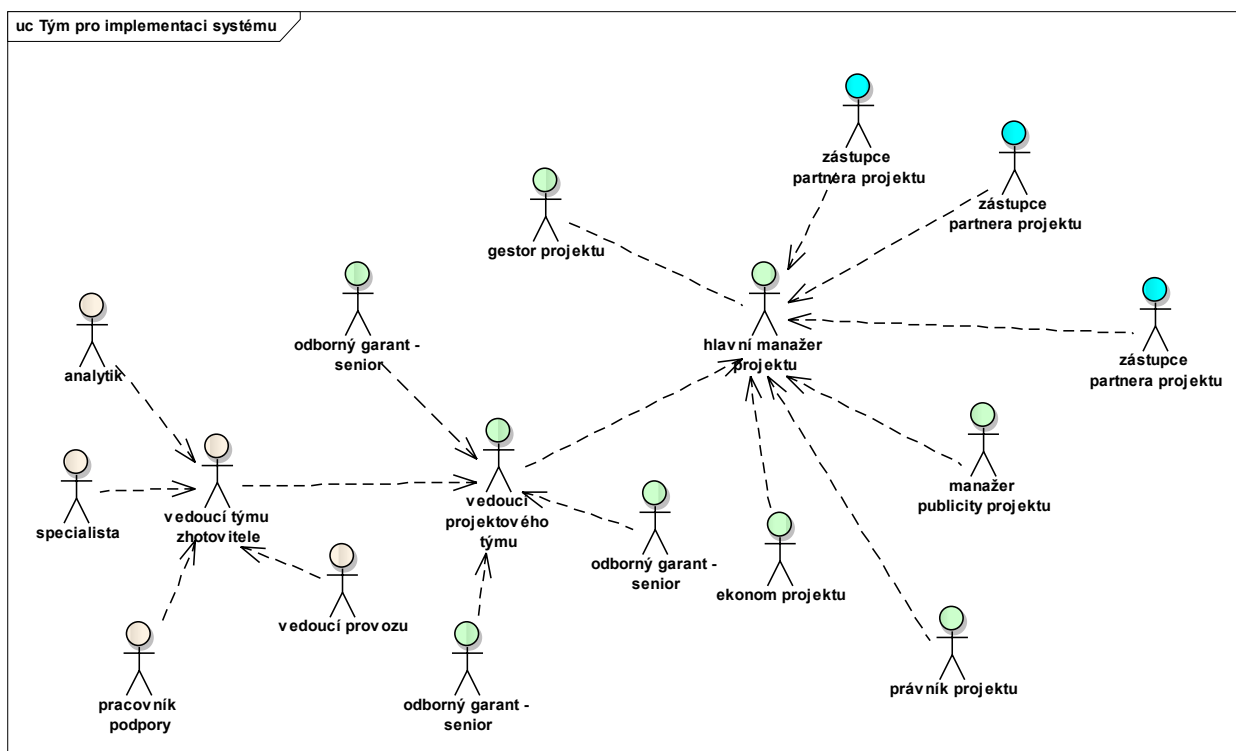 uc Tým pro implementaci systému
zástupce
partnera projektu
zástupce
partnera projektu
gestor projektu
zástupce
partnera projektu
hlavní manažer
projektu
odborný garant -
senior
analytik
manažer
publicity projektu
vedoucí
projektového
týmu
specialista
vedoucí týmu
zhotovitele
odborný garant -
senior
ekonom projektu
vedoucí provozu
právník projektu
pracovník
podpory
odborný garant -
senior